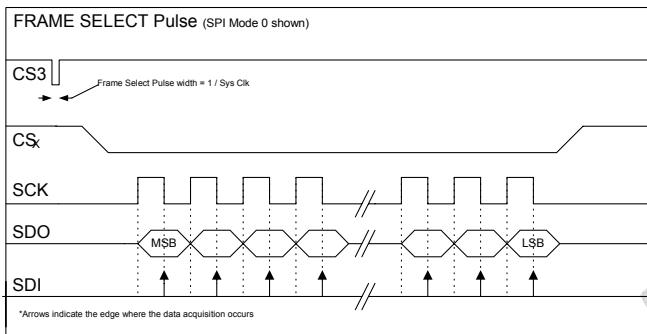 FRAME SELECT Pulse (SPI Mode 0 shown)
CS3
Frame Select Pulse width = 1 / Sys Clk
CSx
SCK
SDO
MSB
LSB
SDI
*Arrows indicate the edge where the data acquisition occurs